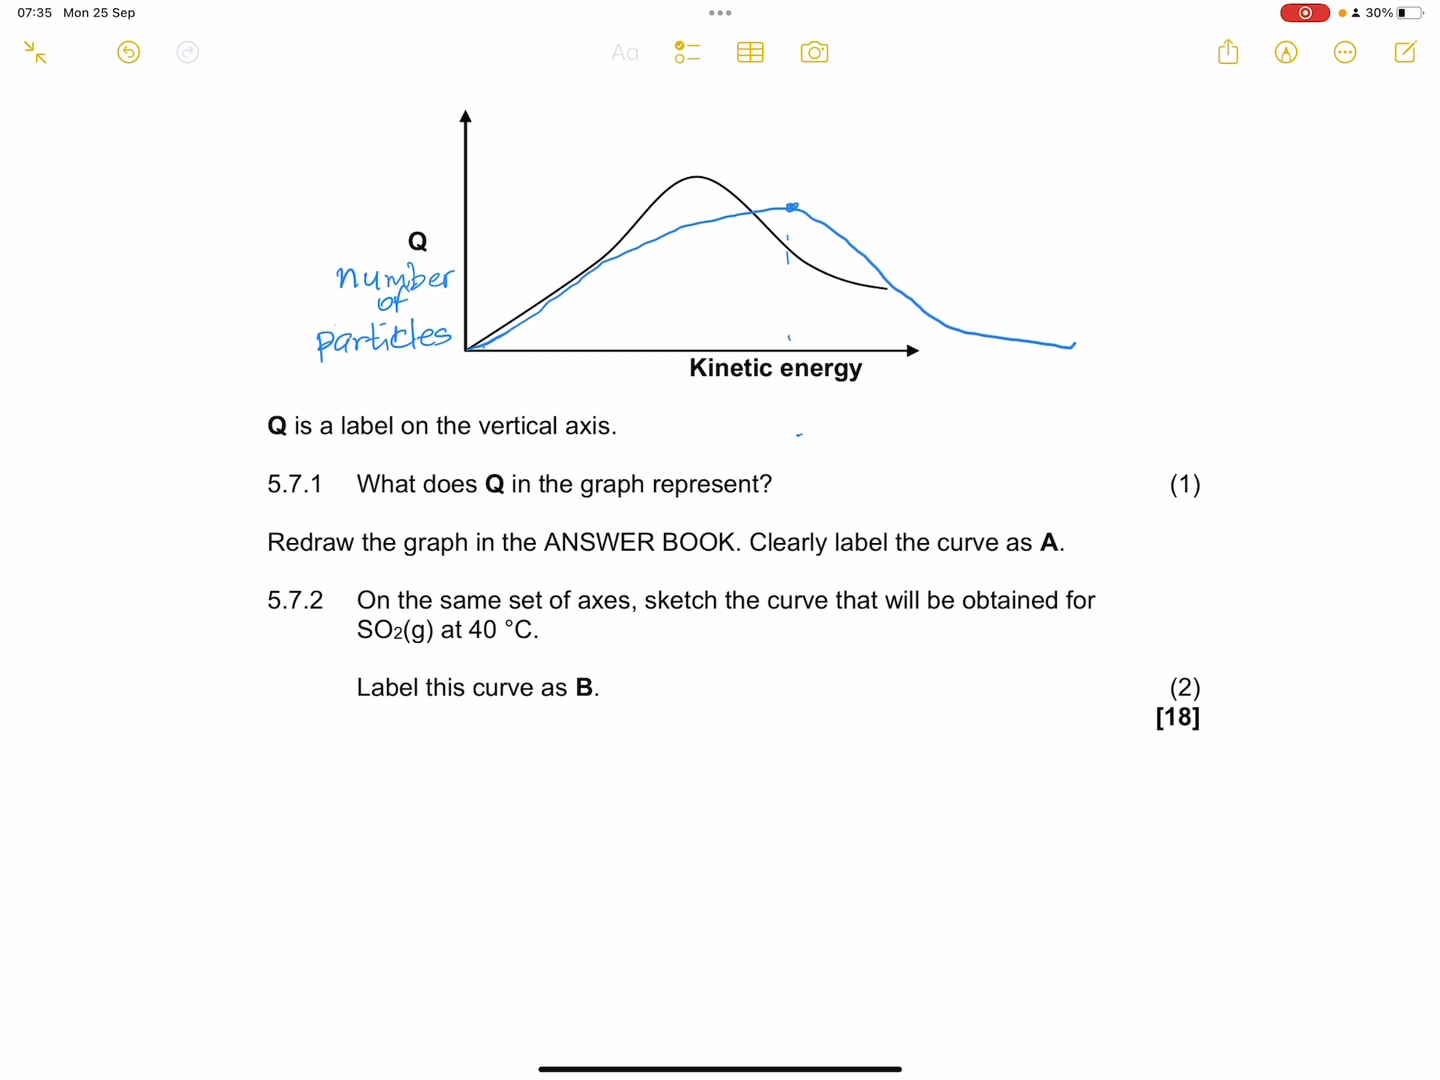 07:35 Mon 25 Sep
30%
Aa
Q
number
of
particles
Kinetic energy
Q is a label on the vertical axis.
5.7.1 What does Q in the graph represent? (1)
Redraw the graph in the ANSWER BOOK. Clearly label the curve as A.
5.7.2 On the same set of axes, sketch the curve that will be obtained for
SO2(g) at 40 °C.
Label this curve as B. (2)
[18]